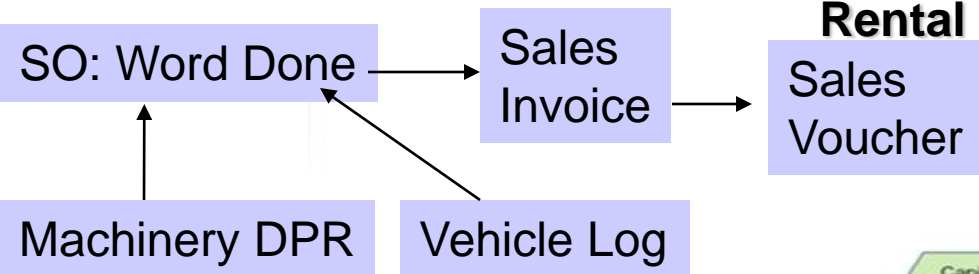 Rental
SO: Word Done
Sales
Invoice
Sales
Voucher
Machinery DPR
Vehicle Log